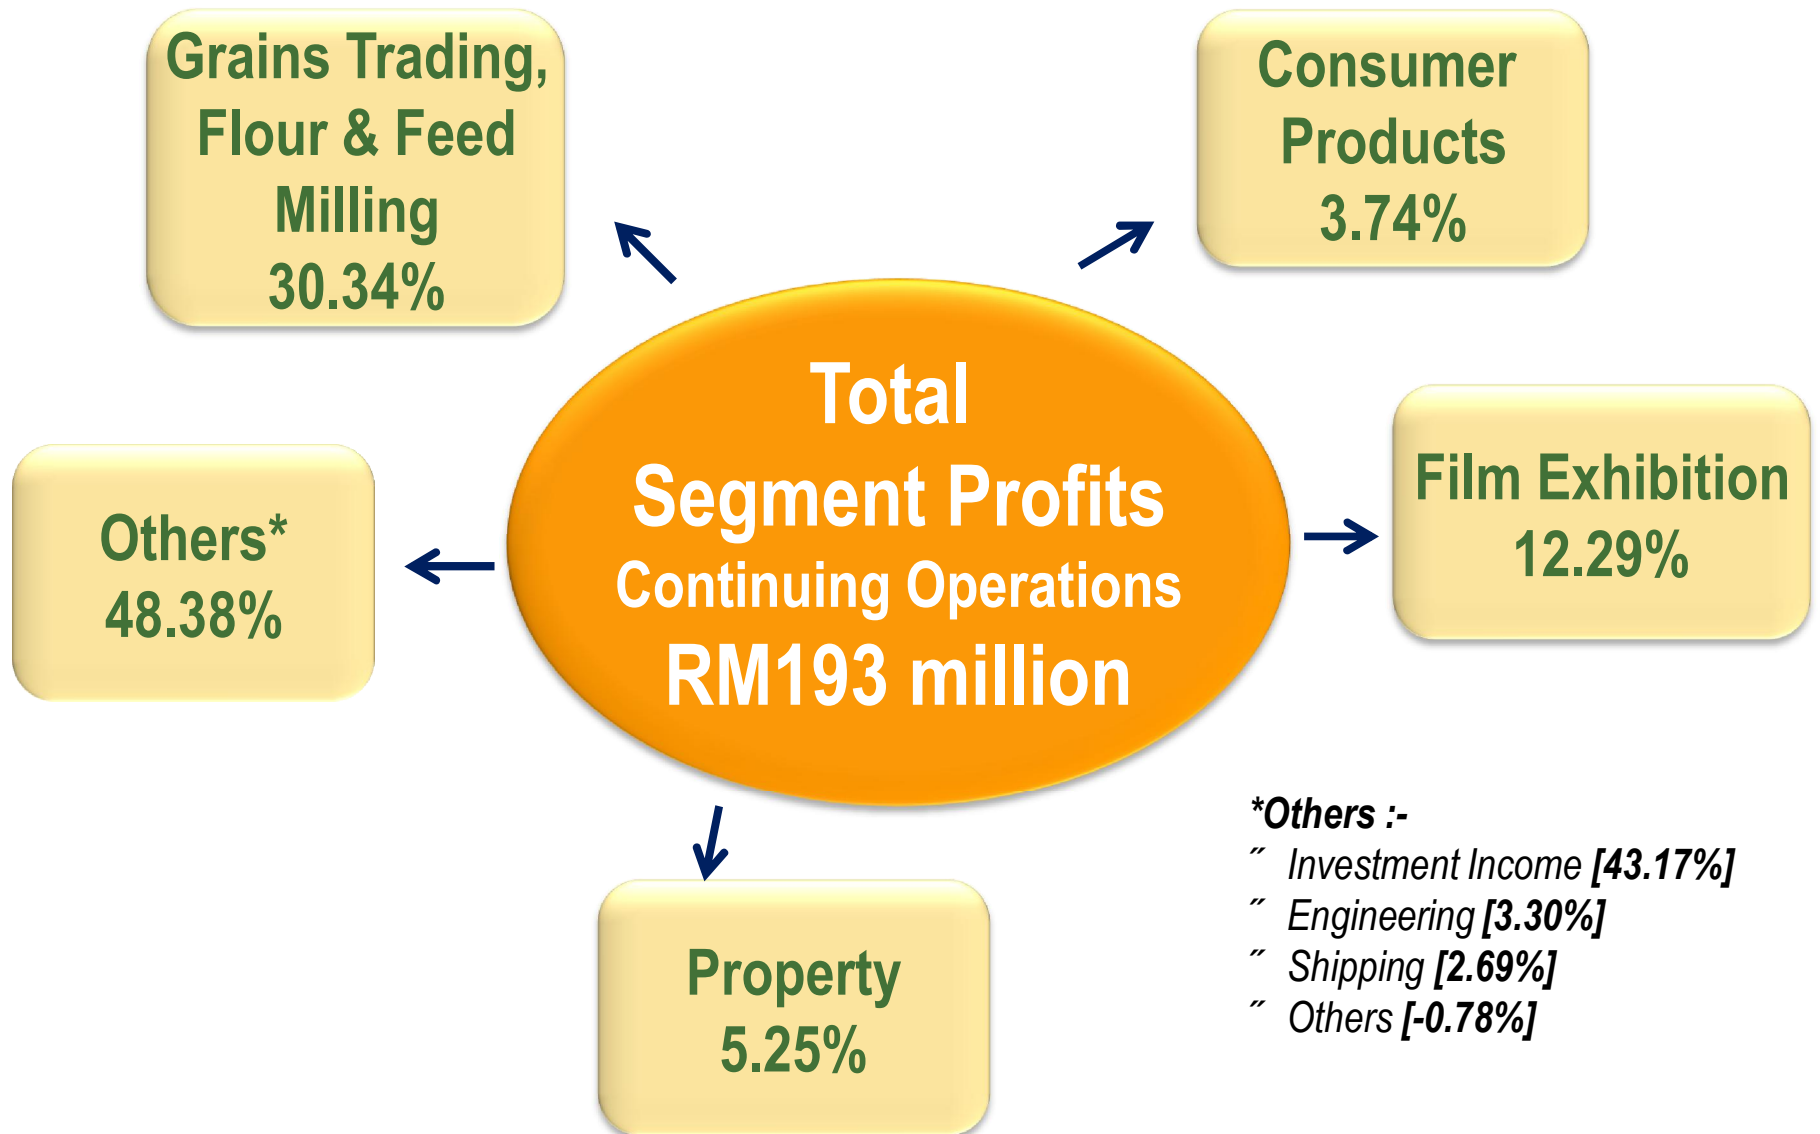 Grains Trading,
Flour & Feed
Milling
30.34%
Consumer
Products
3.74%
Total
Segment Profits
Continuing Operations
RM193 million
Film Exhibition
12.29%
Others*
48.38%
Property
5.25%
*Others :-
˝ Investment Income [43.17%]
˝ Engineering [3.30%]
˝ Shipping [2.69%]
˝ Others [-0.78%]